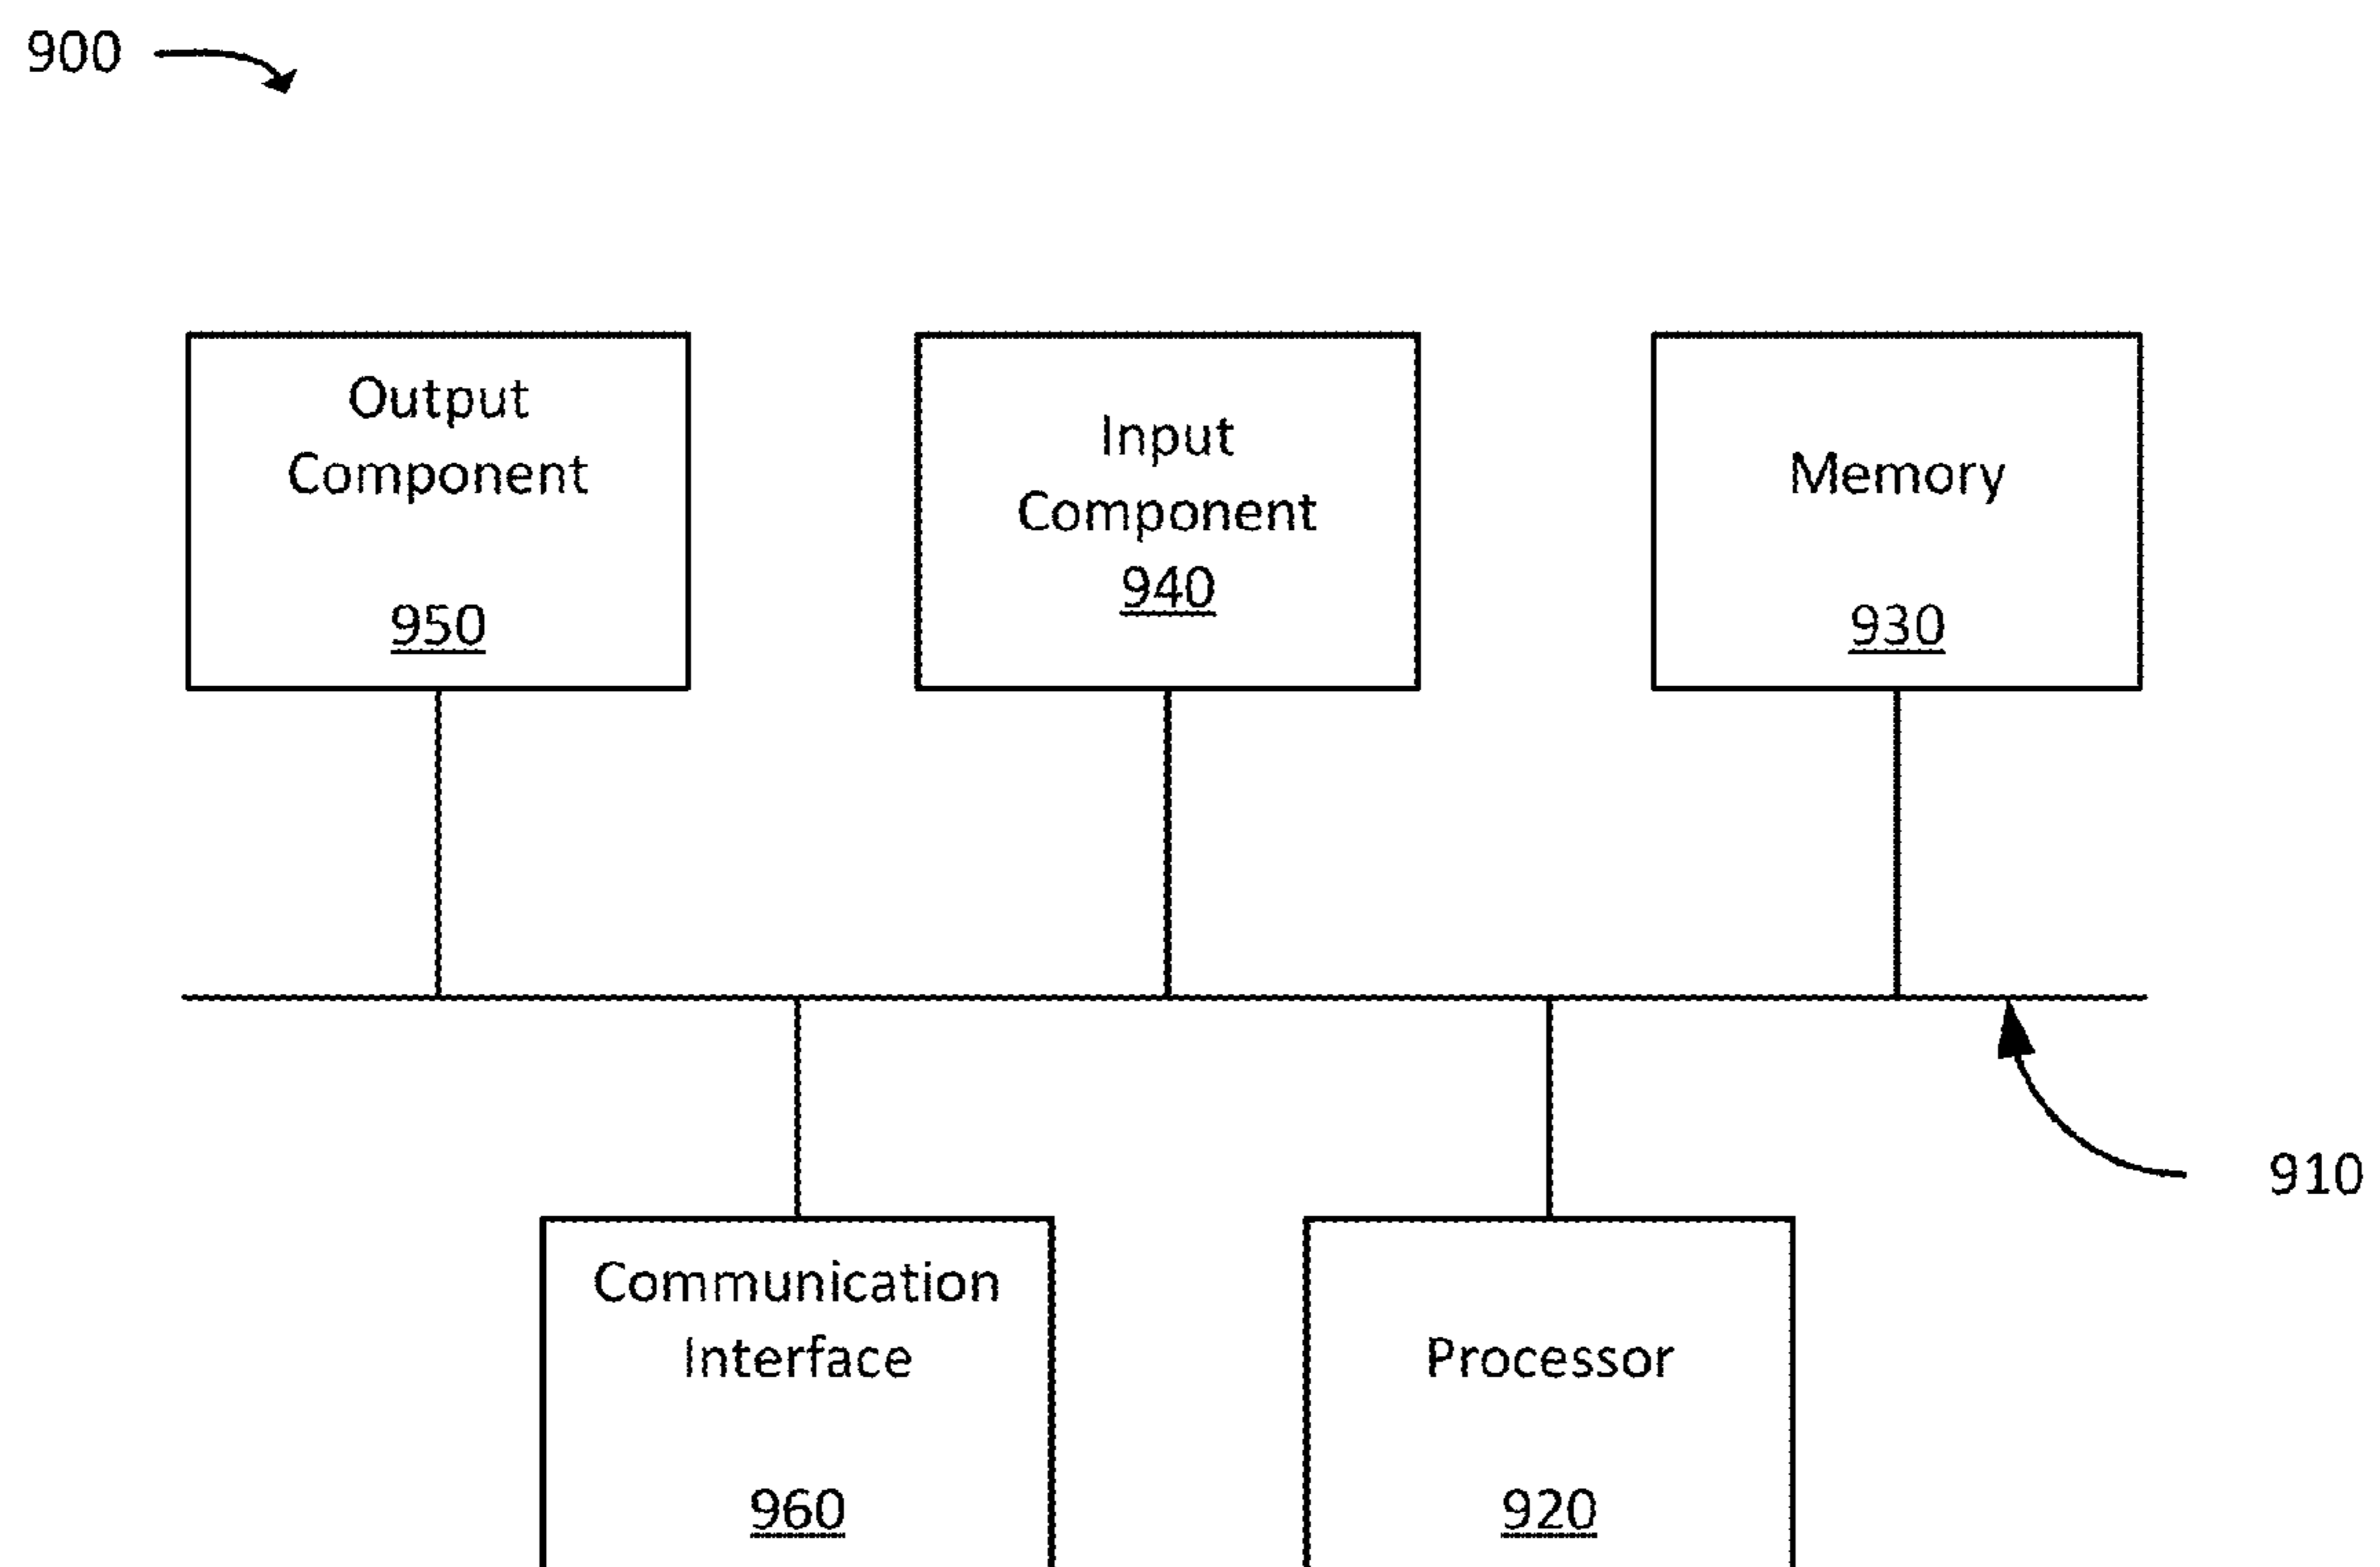 900
Output
Component
950
Input
Component
940
Memory
930
910
Communication
Interface
960
Processor
920